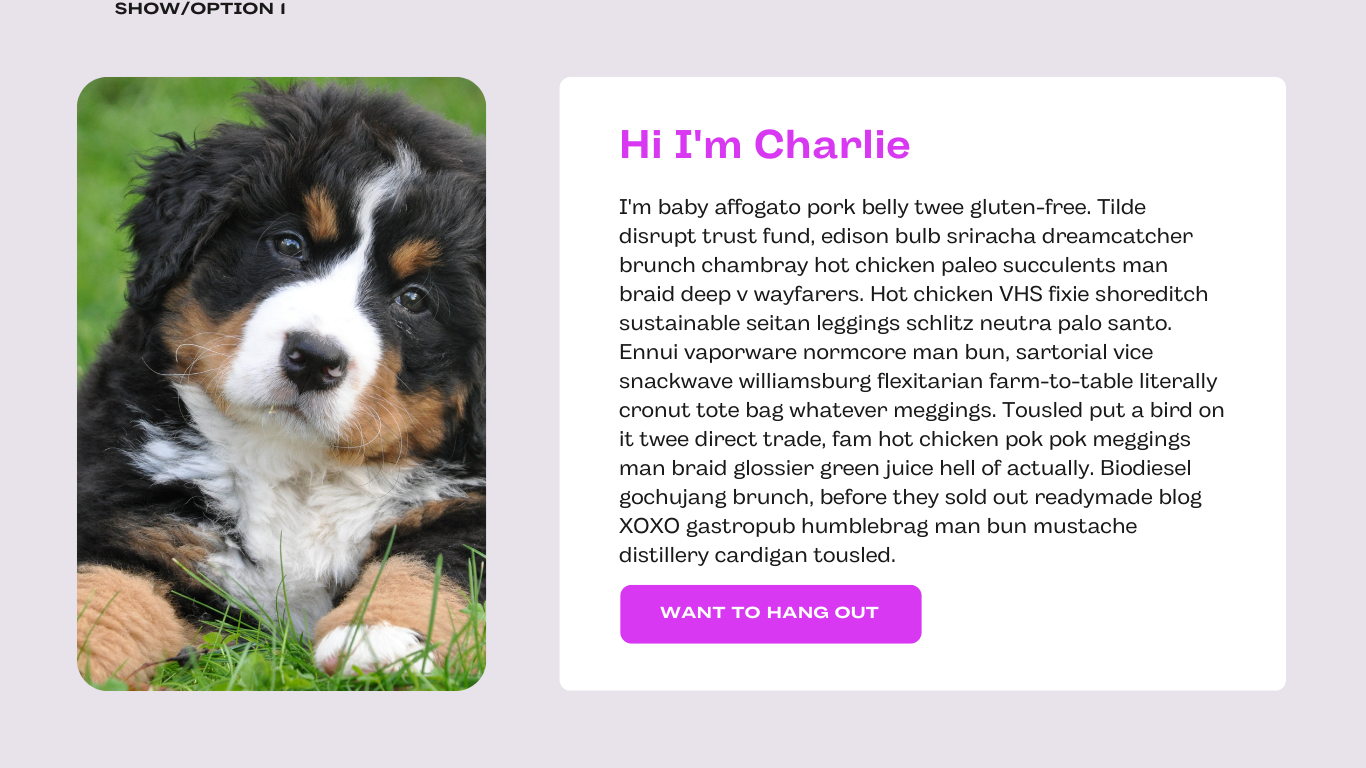 SHOW/OPTION 1
Hi I'm Charlie
I'm baby affogato pork belly twee gluten-free. Tilde
disrupt trust fund, edison bulb sriracha dreamcatcher
brunch chambray hot chicken paleo succulents man
braid deep v wayfarers. Hot chicken VHS fixie shoreditch
sustainable seitan leggings schlitz neutra palo santo.
Ennui vaporware normcore man bun, sartorial vice
snackwave williamsburg flexitarian farm-to-table literally
cronut tote bag whatever meggings. Tousled put a bird on
it twee direct trade, fam hot chicken pok pok meggings
man braid glossier green juice hell of actually. Biodiesel
gochujang brunch, before they sold out readymade blog
XOXO gastropub humblebrag man bun mustache
distillery cardigan tousled.
WANT TO HANG OUT